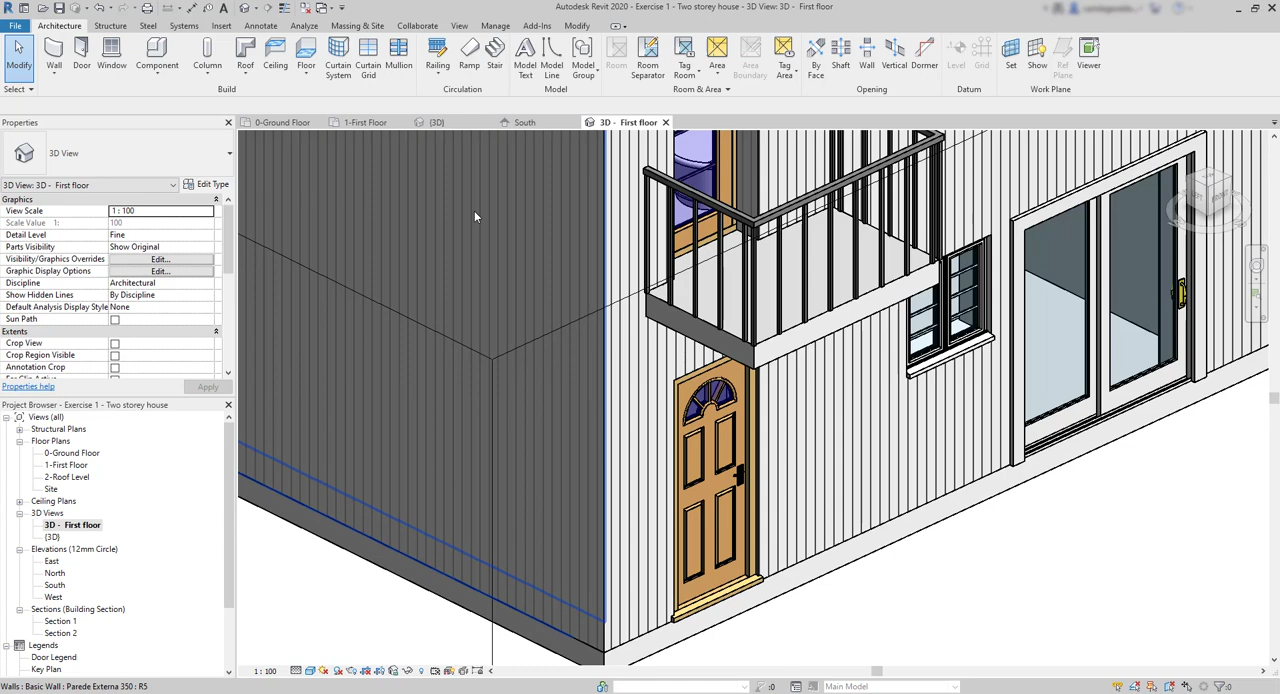 Autodesk Revit 2020 - Exercise 1 - Two storey house - 3D View: 3D - First floor
File Architecture Structure Steel Systems Insert Annotate Analyze Massing & Site Collaborate View Manage Add-Ins Modify
Modify Wall Door Window Component Column Roof Ceiling Floor Curtain System Curtain Grid Mullion Railing Ramp Stair Model Text Model Line Model Group Room Room Separator Tag Room Area Area Boundary Tag Area By Face Shaft Wall Vertical Dormer Level Grid Set Show Ref Plane Viewer
Select Build Circulation Model Room & Area Opening Datum Work Plane
Properties
0-Ground Floor 1-First Floor {3D} South 3D - First floor
3D View
3D View: 3D - First floor Edit Type
Graphics
View Scale 1 : 100
Scale Value 1: 100
Detail Level Fine
Parts Visibility Show Original
Visibility/Graphics Overrides Edit...
Graphic Display Options Edit...
Discipline Architectural
Show Hidden Lines By Discipline
Default Analysis Display Style None
Sun Path
Extents
Crop View
Crop Region Visible
Annotation Crop
Properties help Apply
Project Browser - Exercise 1 - Two storey house
Views (all)
Structural Plans
Floor Plans
0-Ground Floor
1-First Floor
2-Roof Level
Site
Ceiling Plans
3D Views
3D - First floor
{3D}
Elevations (12mm Circle)
East
North
South
West
Sections (Building Section)
Section 1
Section 2
Legends
Door Legend
Key Plan
1 : 100
Walls : Basic Wall : Parede Externa 350 : R5 :0 Main Model :0